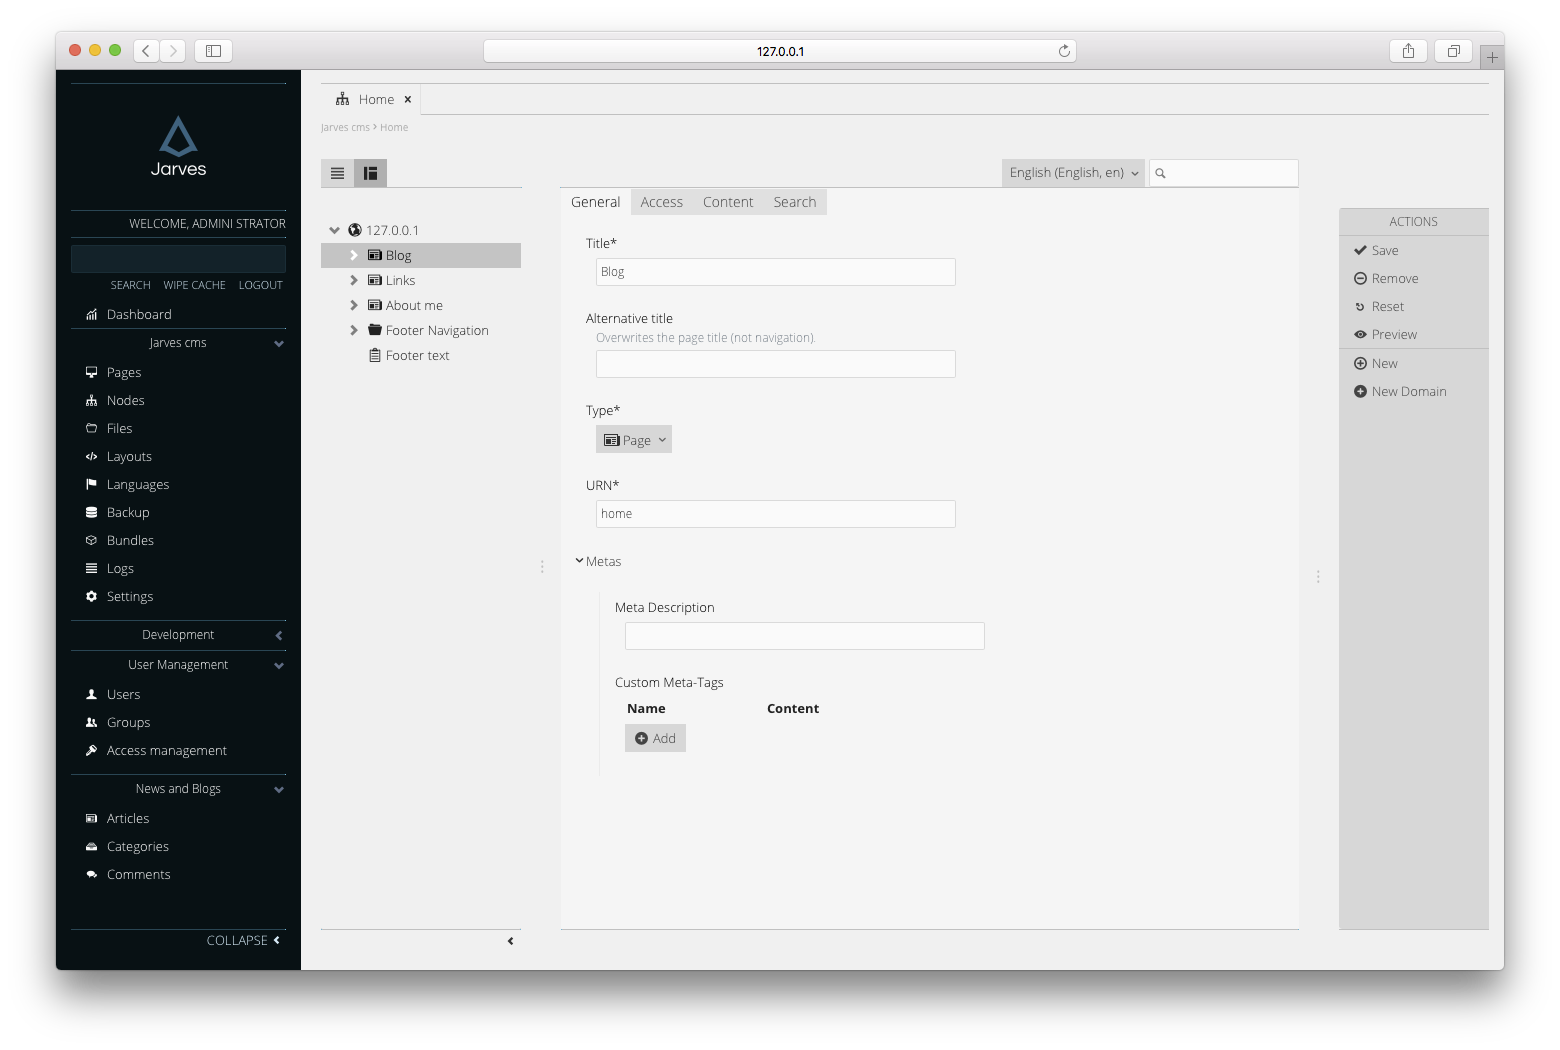 127.0.0.1
Jarves
WELCOME, ADMINI STRATOR
SEARCH WIPE CACHE LOGOUT
Dashboard
Jarves cms
Pages
Nodes
Files
Layouts
Languages
Backup
Bundles
Logs
Settings
Development
User Management
Users
Groups
Access management
News and Blogs
Articles
Categories
Comments
COLLAPSE
Home
Jarves cms › Home
127.0.0.1
Blog
Links
About me
Footer Navigation
Footer text
English (English, en)
General Access Content Search
Title*
Blog
Alternative title
Overwrites the page title (not navigation).
Type*
Page
URN*
home
Metas
Meta Description
Custom Meta-Tags
Name Content
Add
ACTIONS
Save
Remove
Reset
Preview
New
New Domain